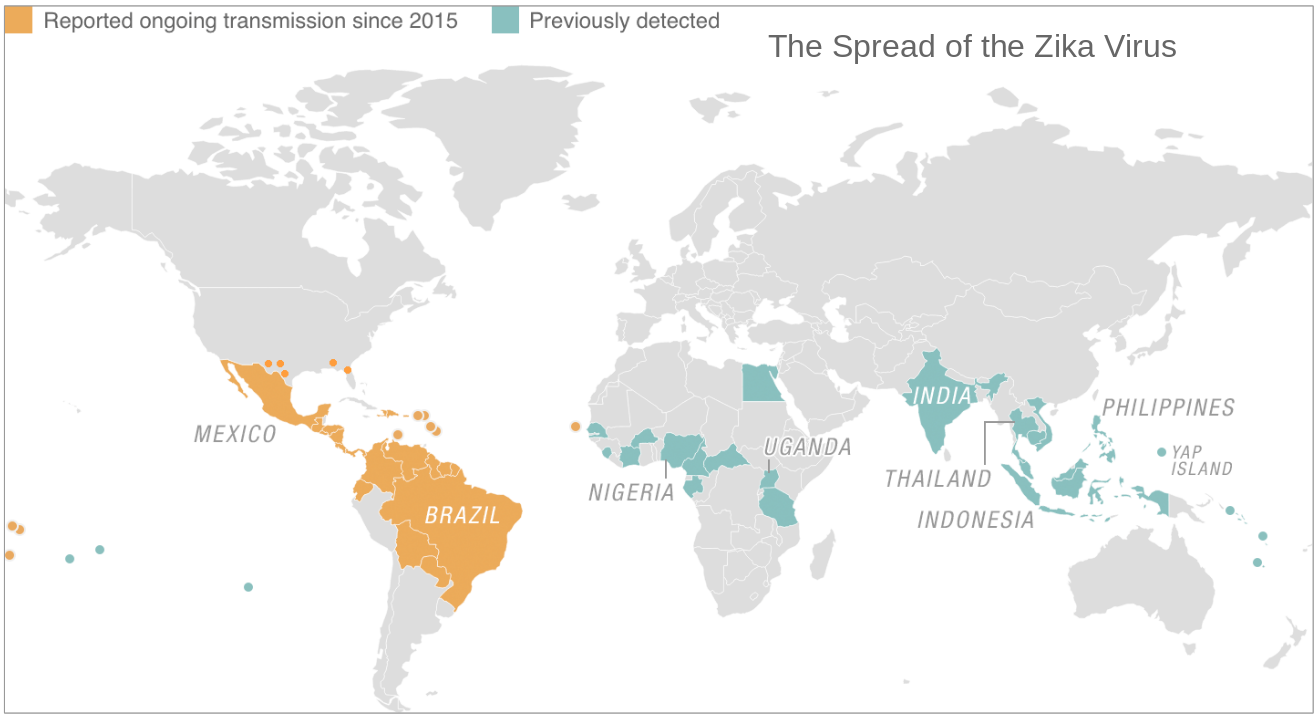 Reported ongoing transmission since 2015
Previously detected
The Spread of the Zika Virus
MEXICO
BRAZIL
NIGERIA
UGANDA
INDIA
THAILAND
INDONESIA
PHILIPPINES
YAP
ISLAND